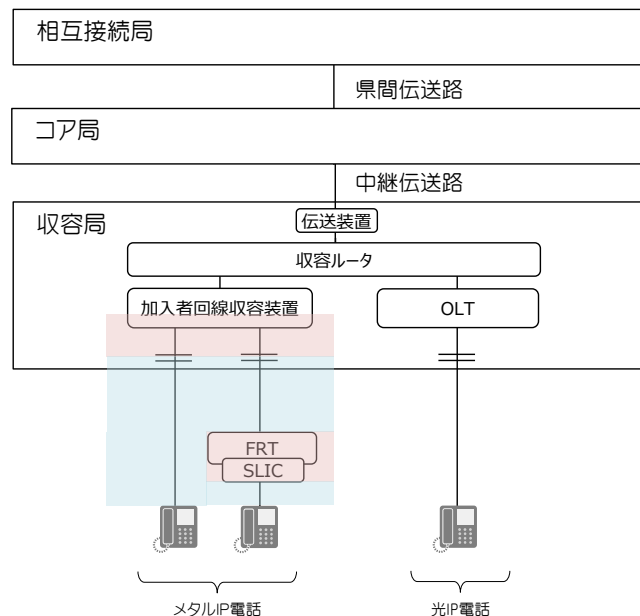 相互接続局
県間伝送路
コア局
中継伝送路
収容局
伝送装置
収容ルータ
加入者回線収容装置
OLT
FRT
SLIC
メタルIP電話
光IP電話